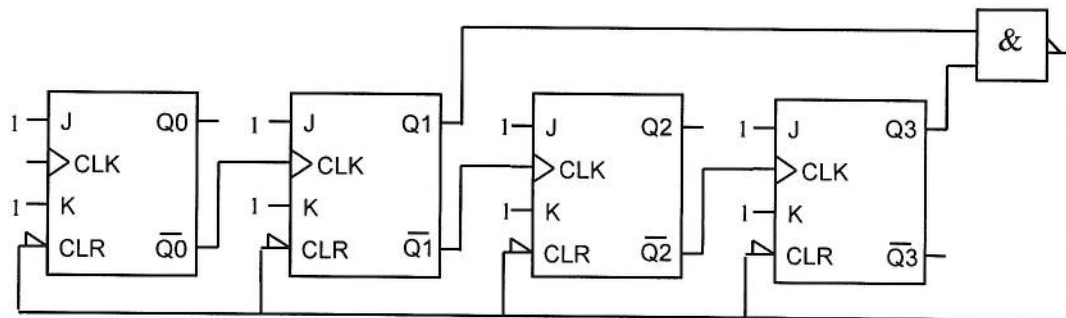 &
1 J Q0 1 J Q1 1 J Q2 1 J Q3
CLK CLK CLK CLK
1 K 1 K 1 K 1 K
CLR Q̅0̅ CLR Q̅1̅ CLR Q̅2̅ CLR Q̅3̅